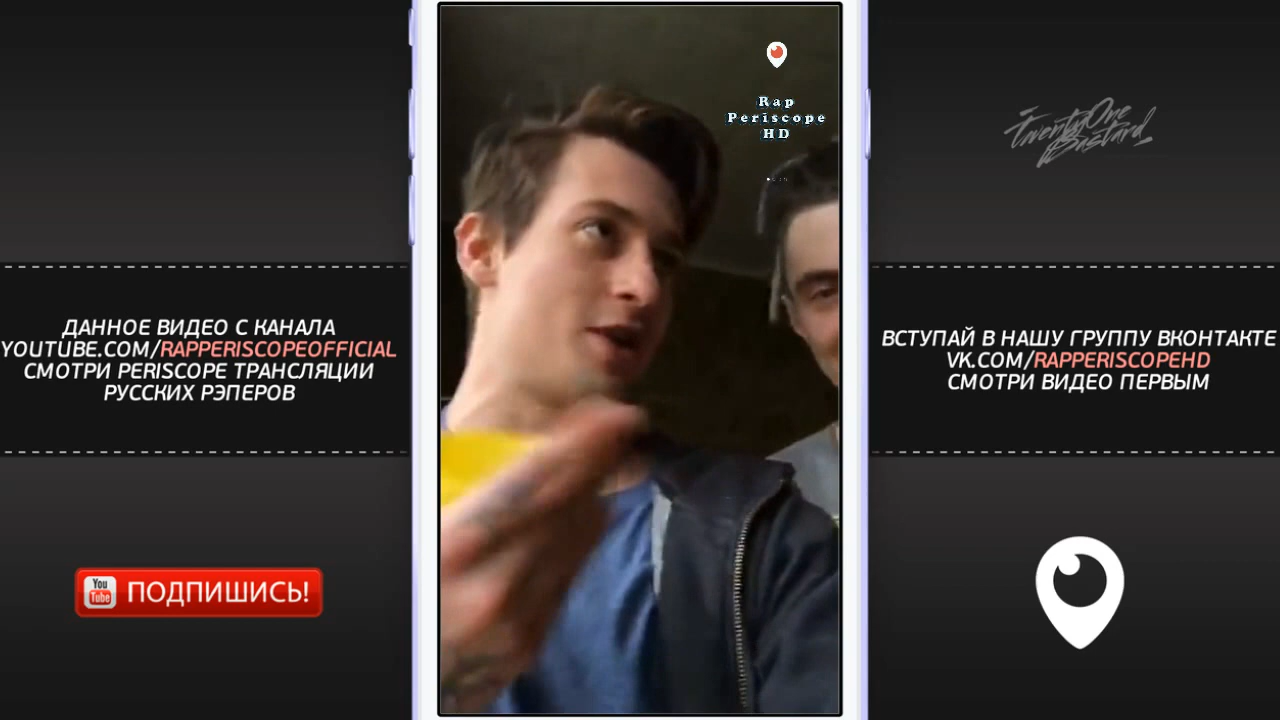 Rap
Periscope
HD
TwentyOne
Bastard
ДАННОЕ ВИДЕО С КАНАЛА
YOUTUBE.COM/RAPPERISCOPEOFFICIAL
СМОТРИ PERISCOPE ТРАНСЛЯЦИИ
РУССКИХ РЭПЕРОВ
ВСТУПАЙ В НАШУ ГРУППУ ВКОНТАКТЕ
VK.COM/RAPPERISCOPEHD
СМОТРИ ВИДЕО ПЕРВЫМ
You
Tube
ПОДПИШИСЬ!